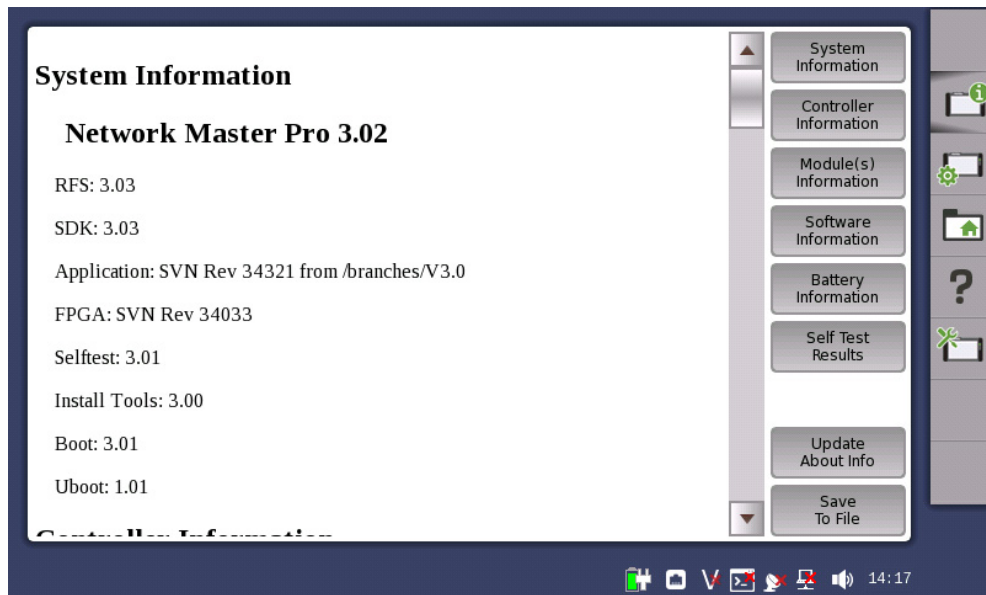 System Information
Network Master Pro 3.02
RFS: 3.03
SDK: 3.03
Application: SVN Rev 34321 from /branches/V3.0
FPGA: SVN Rev 34033
Selftest: 3.01
Install Tools: 3.00
Boot: 3.01
Uboot: 1.01
Controller Information
System
Information
Controller
Information
Module(s)
Information
Software
Information
Battery
Information
Self Test
Results
Update
About Info
Save
To File
14:17